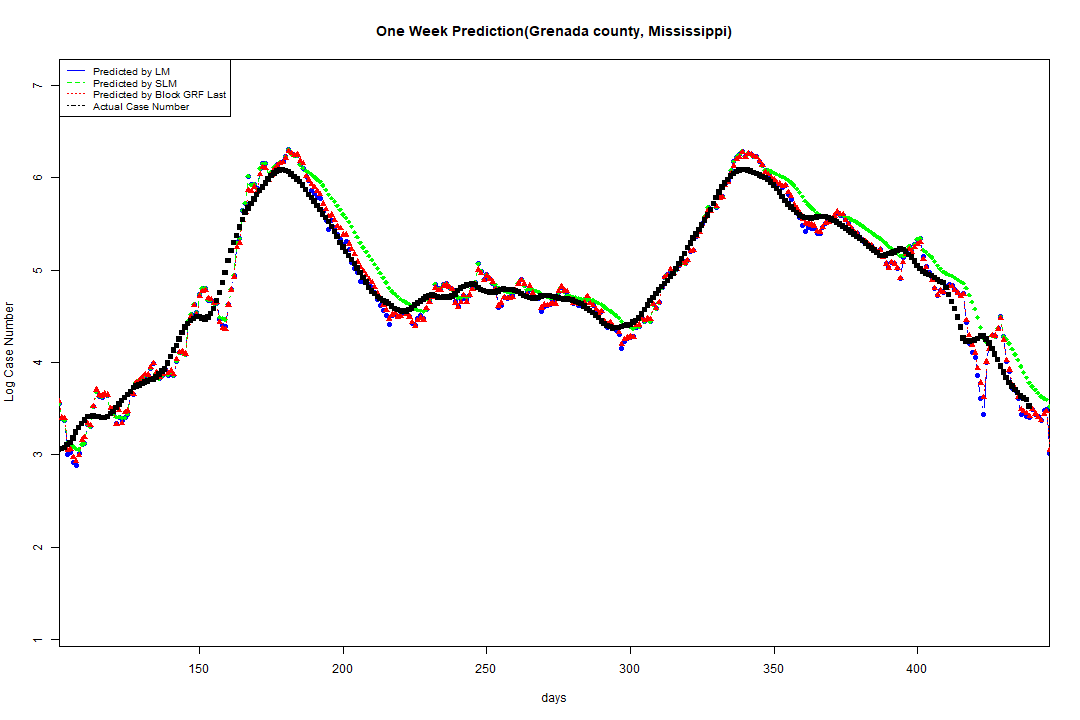 One Week Prediction(Grenada county, Mississippi)
Predicted by LM
Predicted by SLM
Predicted by Block GRF Last
Actual Case Number
7
6
5
4
3
2
1
Log Case Number
150 200 250 300 350 400
days